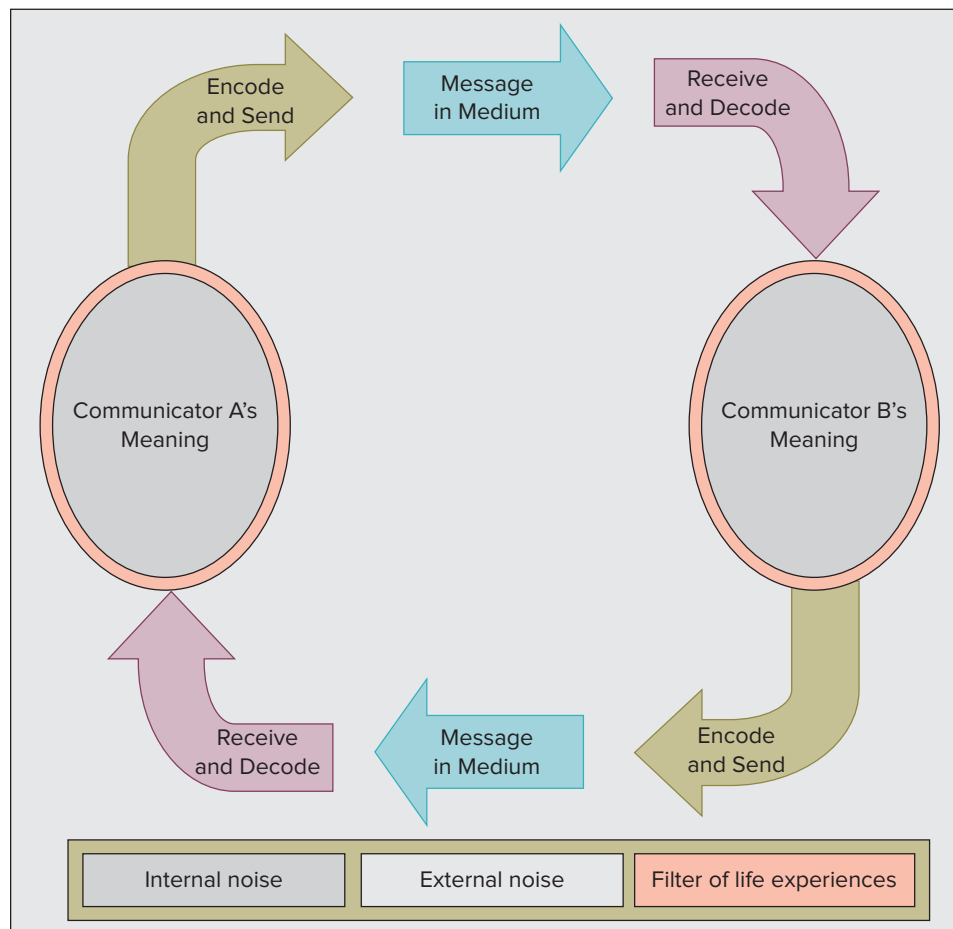 Encode
and Send
Message
in Medium
Receive
and Decode
Communicator A’s
Meaning
Communicator B’s
Meaning
Receive
and Decode
Message
in Medium
Encode
and Send
Internal noise
External noise
Filter of life experiences